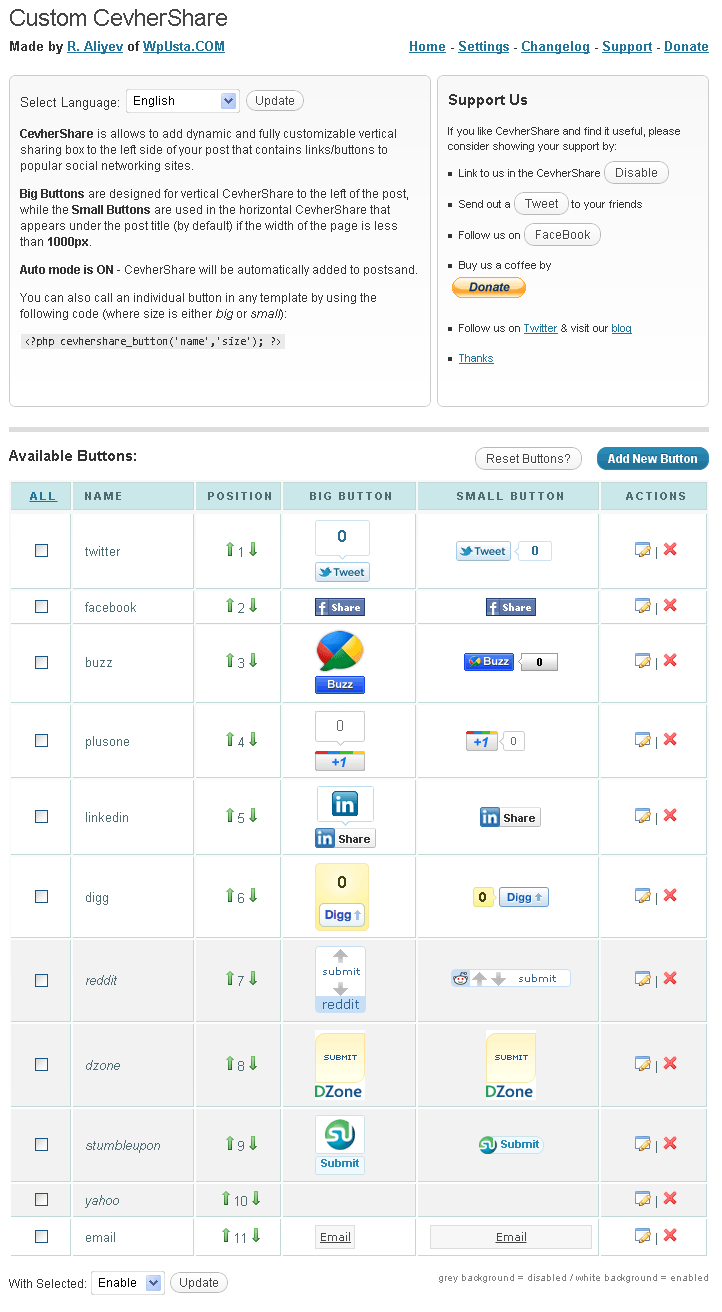 Custom CevherShare
Made by R. Aliyev of WpUsta.COM
Home - Settings - Changelog - Support - Donate
Select Language: English Update
CevherShare is allows to add dynamic and fully customizable vertical
sharing box to the left side of your post that contains links/buttons to
popular social networking sites.
Big Buttons are designed for vertical CevherShare to the left of the post,
while the Small Buttons are used in the horizontal CevherShare that
appears under the post title (by default) if the width of the page is less
than 1000px.
Auto mode is ON - CevherShare will be automatically added to postsand.
You can also call an individual button in any template by using the
following code (where size is either big or small):
<?php cevhershare_button('name','size'); ?>
Support Us
If you like CevherShare and find it useful, please
consider showing your support by:
Link to us in the CevherShare Disable
Send out a Tweet to your friends
Follow us on FaceBook
Buy us a coffee by
Donate
Follow us on Twitter & visit our blog
Thanks
Available Buttons:
Reset Buttons? Add New Button
ALL NAME POSITION BIG BUTTON SMALL BUTTON ACTIONS
twitter 1 0 Tweet Tweet 0 |
facebook 2 f Share f Share |
buzz 3 Buzz Buzz 0 |
plusone 4 0 +1 +1 0 |
linkedin 5 in in Share in Share |
digg 6 0 Digg 0 Digg |
reddit 7 submit reddit submit |
dzone 8 SUBMIT DZone SUBMIT DZone |
stumbleupon 9 Submit Submit |
yahoo 10 |
email 11 Email Email |
With Selected: Enable Update
grey background = disabled / white background = enabled